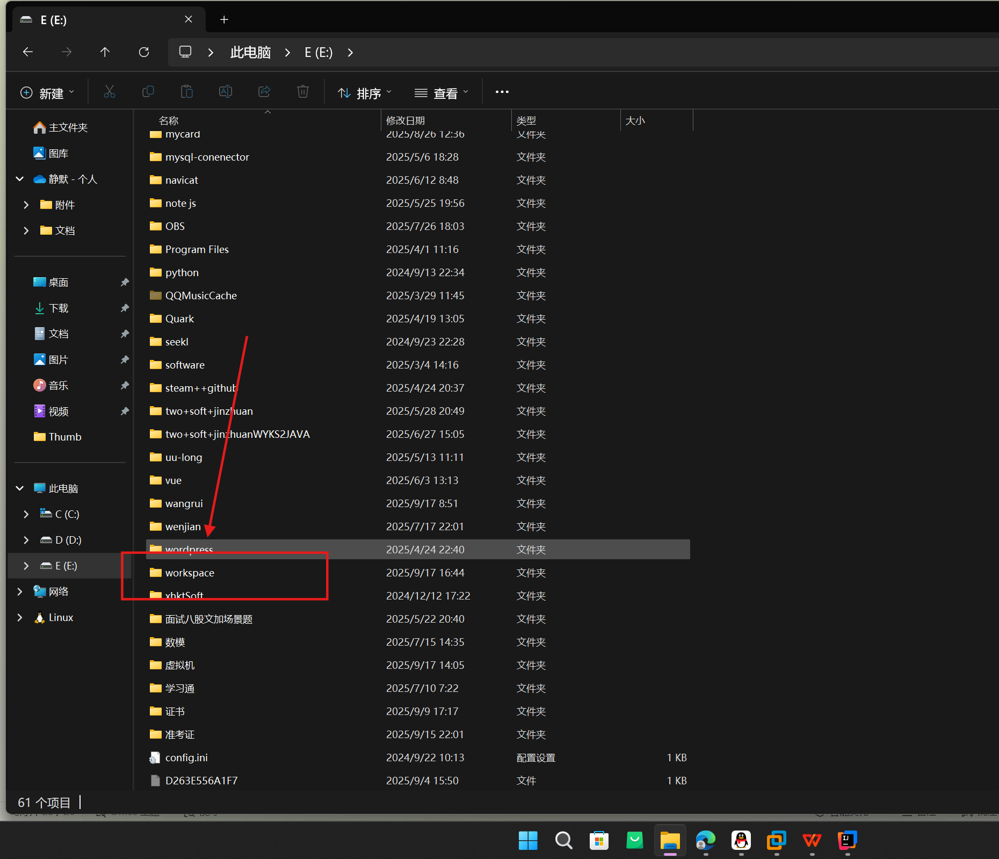 E (E:)
此电脑 E (E:)
新建 排序 查看
名称 修改日期 类型 大小
主文件夹
图库
静默 - 个人
附件
文档
桌面
下载
文档
图片
音乐
视频
Thumb
此电脑
C (C:)
D (D:)
E (E:)
网络
Linux
mycard 2025/8/26 12:36 文件夹
mysql-conenector 2025/5/6 18:28 文件夹
navicat 2025/6/12 8:48 文件夹
note js 2025/5/25 19:56 文件夹
OBS 2025/7/26 18:03 文件夹
Program Files 2025/4/1 11:16 文件夹
python 2024/9/13 22:34 文件夹
QQMusicCache 2025/3/29 11:45 文件夹
Quark 2025/4/19 13:05 文件夹
seekl 2024/9/23 22:28 文件夹
software 2025/3/4 14:16 文件夹
steam++github 2025/4/24 20:37 文件夹
two+soft+jinzhuan 2025/5/28 20:49 文件夹
two+soft+jinzhuanWYKS2JAVA 2025/6/27 15:05 文件夹
uu-long 2025/5/13 11:11 文件夹
vue 2025/6/3 13:13 文件夹
wangrui 2025/9/17 8:51 文件夹
wenjian 2025/7/17 22:01 文件夹
wordpress 2025/4/24 22:40 文件夹
workspace 2025/9/17 16:44 文件夹
xhktSoft 2024/12/12 17:22 文件夹
面试八股文加场景题 2025/5/22 20:40 文件夹
数模 2025/7/15 14:35 文件夹
虚拟机 2025/9/17 14:05 文件夹
学习通 2025/7/10 7:22 文件夹
证书 2025/9/9 17:17 文件夹
准考证 2025/9/15 22:01 文件夹
config.ini 2024/9/22 10:13 配置设置 1 KB
D263E556A1F7 2025/9/4 15:50 文件 1 KB
61 个项目